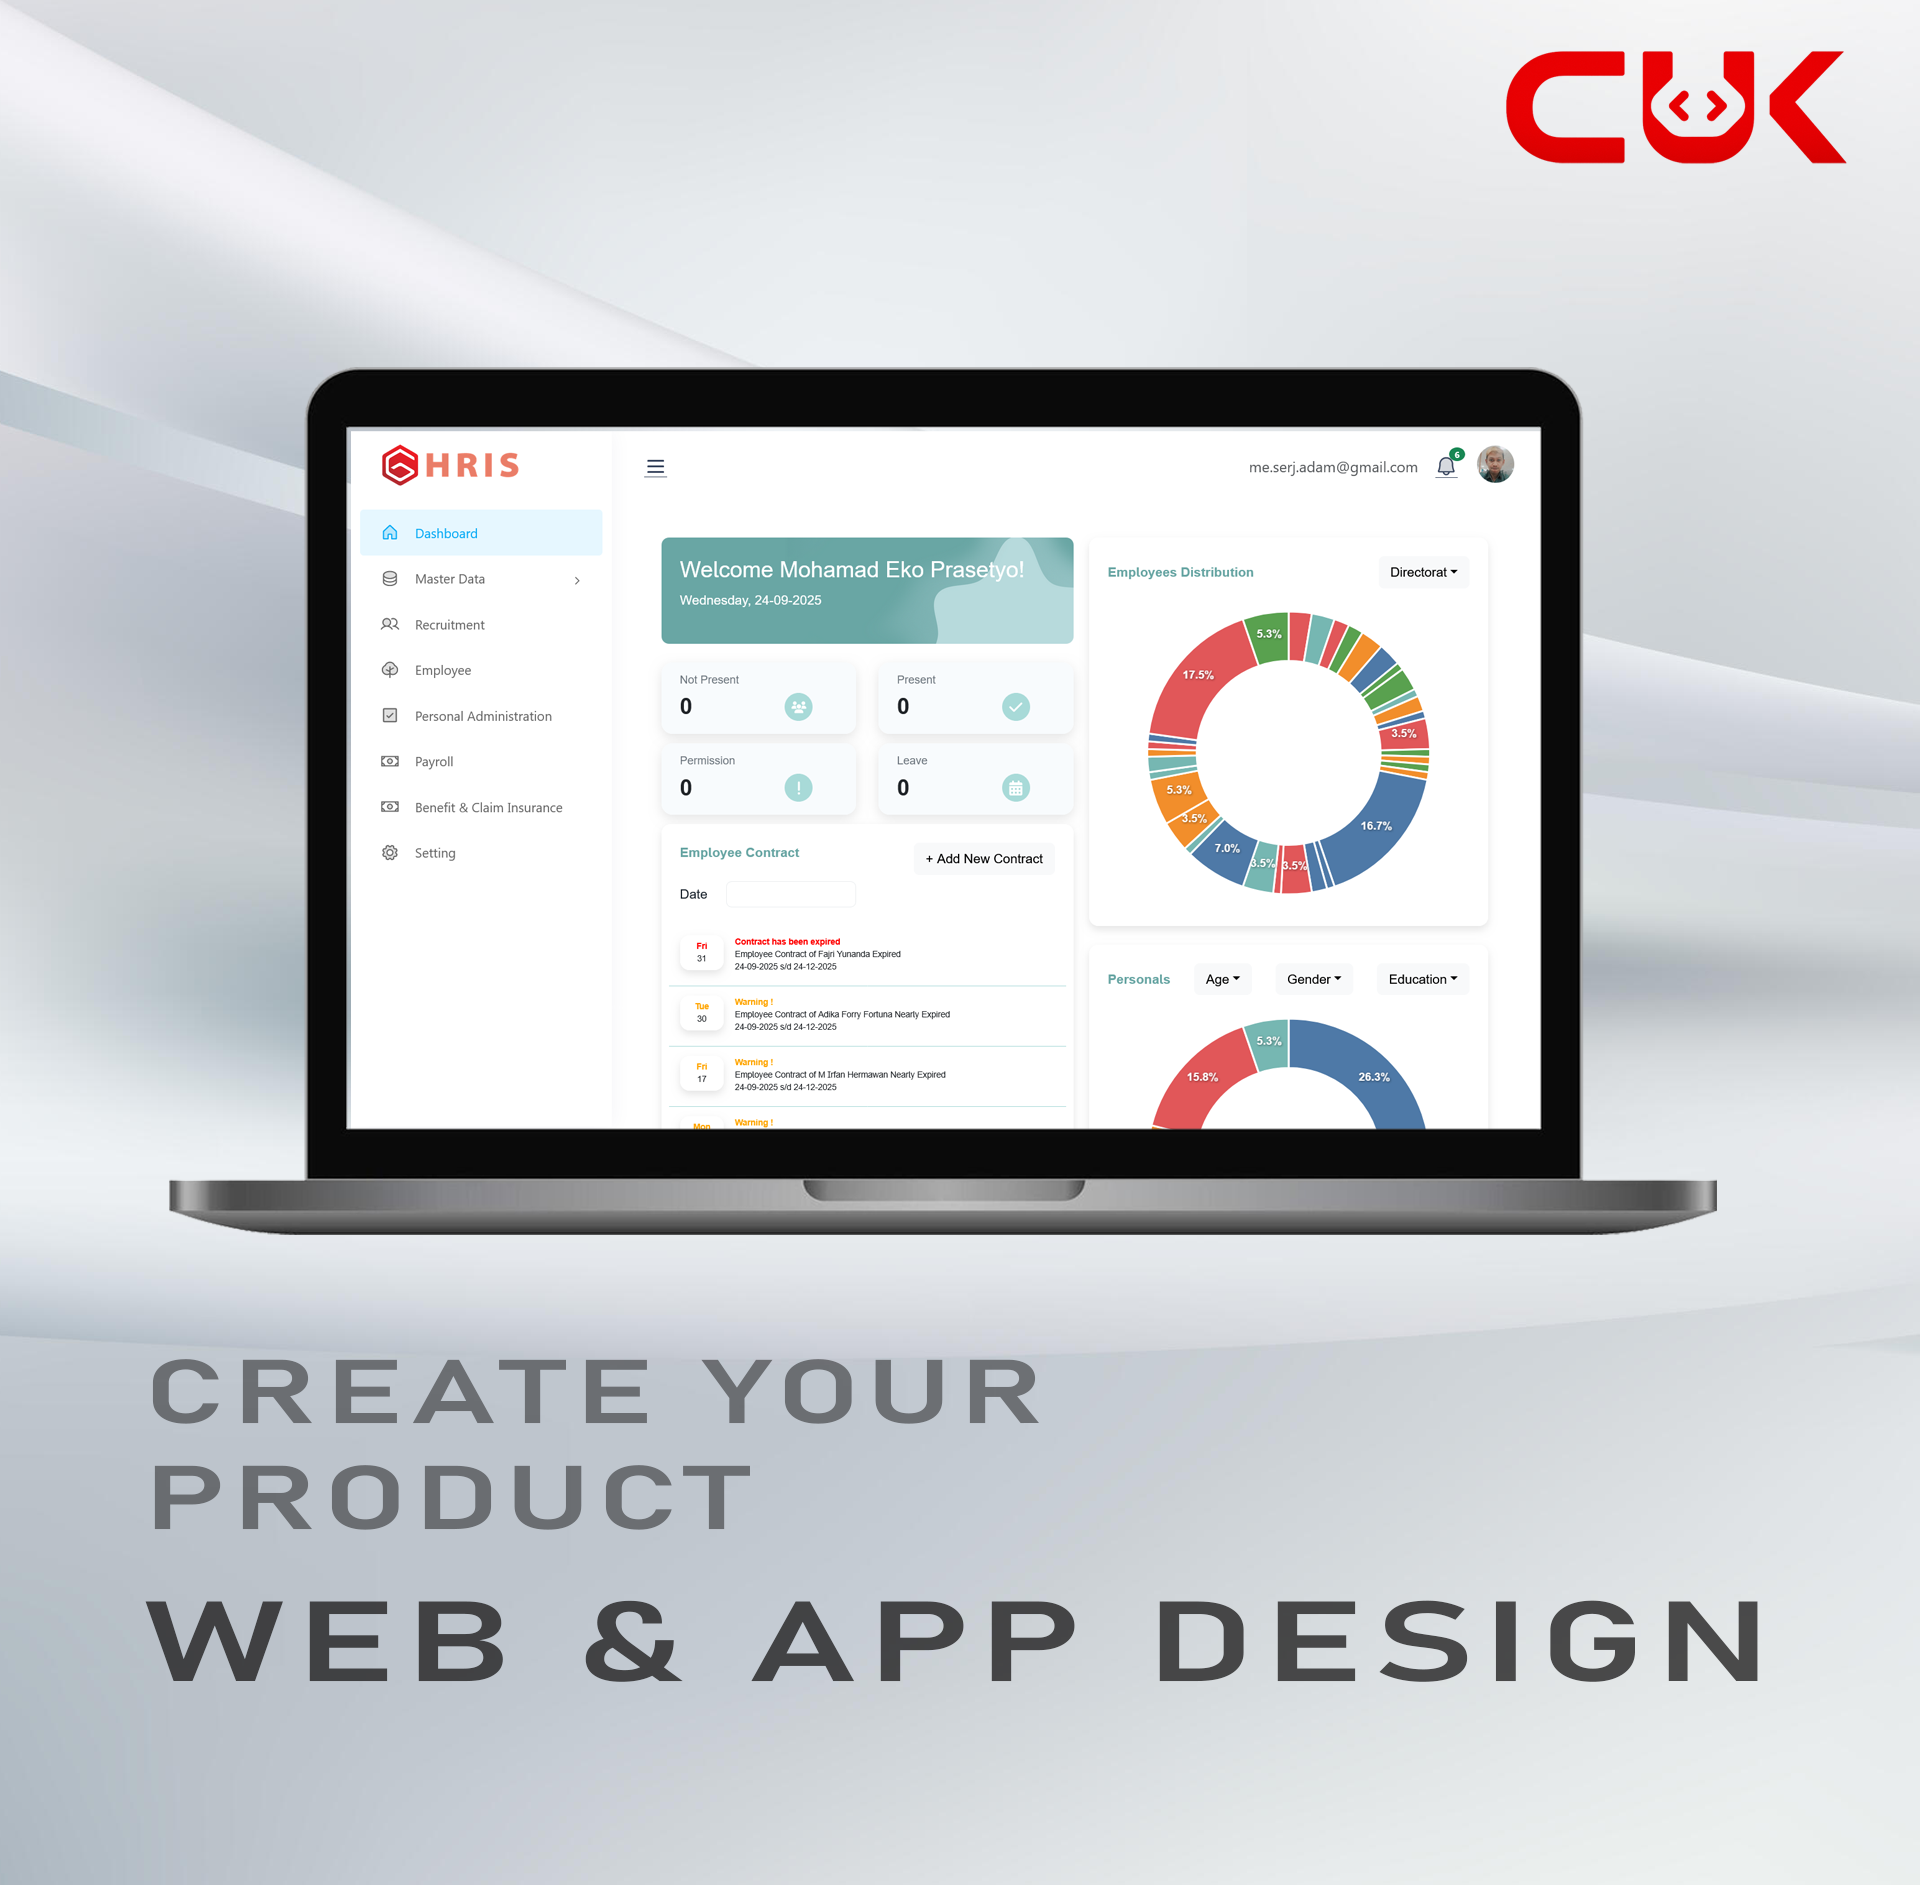 CUK
HRIS
me.serj.adam@gmail.com
6
Dashboard
Master Data
Recruitment
Employee
Personal Administration
Payroll
Benefit & Claim Insurance
Setting
Welcome Mohamad Eko Prasetyo!
Wednesday, 24-09-2025
Not Present
0
Present
0
Permission
0
Leave
0
Employee Contract
+ Add New Contract
Date
Fri
31
Contract has been expired
Employee Contract of Fajri Yunanda Expired
24-09-2025 s/d 24-12-2025
Tue
30
Warning !
Employee Contract of Adika Forry Fortuna Nearly Expired
24-09-2025 s/d 24-12-2025
Fri
17
Warning !
Employee Contract of M Irfan Hermawan Nearly Expired
24-09-2025 s/d 24-12-2025
Mon
Warning !
Employees Distribution
Directorat
5.3%
17.5%
3.5%
5.3%
3.5%
16.7%
7.0%
3.5%
3.5%
Personals
Age
Gender
Education
5.3%
15.8%
26.3%
CREATE YOUR
PRODUCT
WEB & APP DESIGN